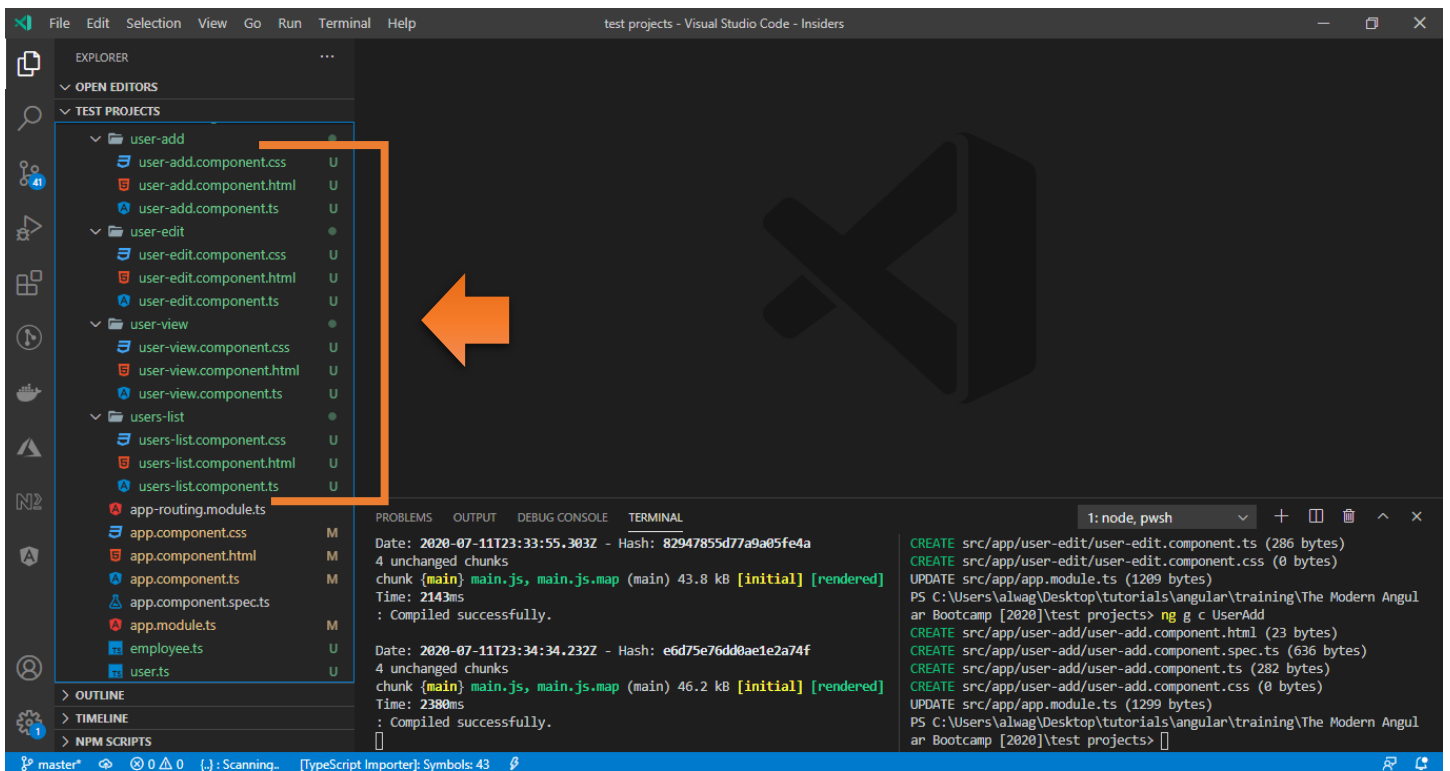 File Edit Selection View Go Run Terminal Help
test projects - Visual Studio Code - Insiders
EXPLORER
OPEN EDITORS
TEST PROJECTS
user-add
user-add.component.css U
user-add.component.html U
user-add.component.ts U
user-edit
user-edit.component.css U
user-edit.component.html U
user-edit.component.ts U
user-view
user-view.component.css U
user-view.component.html U
user-view.component.ts U
users-list
users-list.component.css U
users-list.component.html U
users-list.component.ts U
app-routing.module.ts
app.component.css M
app.component.html M
app.component.ts M
app.component.spec.ts
app.module.ts M
employee.ts U
user.ts U
OUTLINE
TIMELINE
NPM SCRIPTS
41
1
PROBLEMS OUTPUT DEBUG CONSOLE TERMINAL
1: node, pwsh
Date: 2020-07-11T23:33:55.303Z - Hash: 82947855d77a9a05fe4a
4 unchanged chunks
chunk {main} main.js, main.js.map (main) 43.8 kB [initial] [rendered]
Time: 2143ms
: Compiled successfully.
Date: 2020-07-11T23:34:34.232Z - Hash: e6d75e76dd0ae1e2a74f
4 unchanged chunks
chunk {main} main.js, main.js.map (main) 46.2 kB [initial] [rendered]
Time: 2380ms
: Compiled successfully.
CREATE src/app/user-edit/user-edit.component.ts (286 bytes)
CREATE src/app/user-edit/user-edit.component.css (0 bytes)
UPDATE src/app/app.module.ts (1209 bytes)
PS C:\Users\alwag\Desktop\tutorials\angular\training\The Modern Angul
ar Bootcamp [2020]\test projects> ng g c UserAdd
CREATE src/app/user-add/user-add.component.html (23 bytes)
CREATE src/app/user-add/user-add.component.spec.ts (636 bytes)
CREATE src/app/user-add/user-add.component.ts (282 bytes)
CREATE src/app/user-add/user-add.component.css (0 bytes)
UPDATE src/app/app.module.ts (1299 bytes)
PS C:\Users\alwag\Desktop\tutorials\angular\training\The Modern Angul
ar Bootcamp [2020]\test projects>
master* 0 0 {..} : Scanning.. [TypeScript Importer]: Symbols: 43